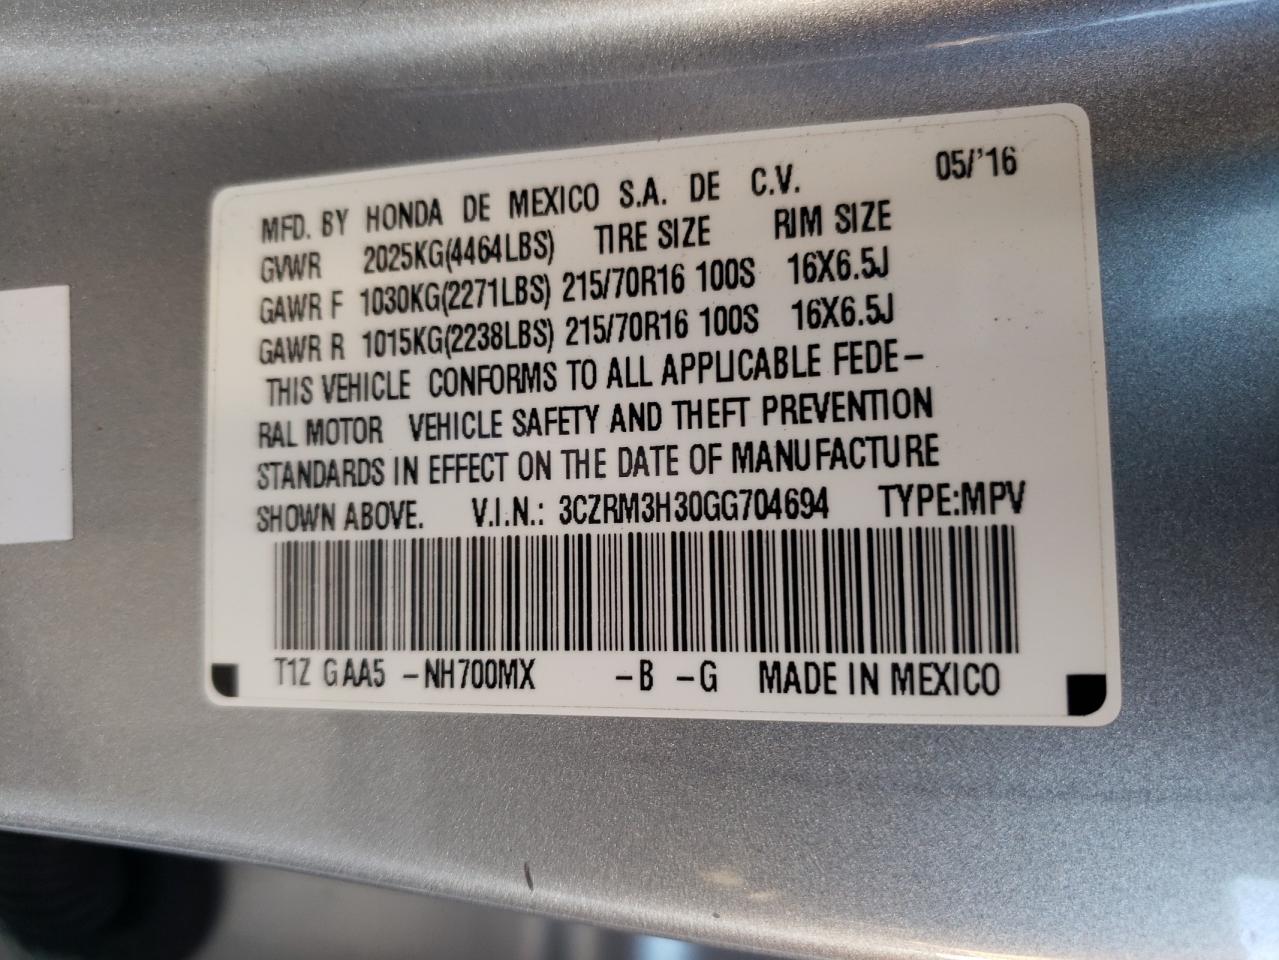 MFD. BY HONDA DE MEXICO S.A. DE C.V. 05/'16
GVWR 2025KG(4464LBS) TIRE SIZE RIM SIZE
GAWR F 1030KG(2271LBS) 215/70R16 100S 16X6.5J
GAWR R 1015KG(2238LBS) 215/70R16 100S 16X6.5J
THIS VEHICLE CONFORMS TO ALL APPLICABLE FEDE-
RAL MOTOR VEHICLE SAFETY AND THEFT PREVENTION
STANDARDS IN EFFECT ON THE DATE OF MANUFACTURE
SHOWN ABOVE. V.I.N.: 3CZRM3H30GG704694 TYPE:MPV
T1Z GAA5 -NH700MX -B -G MADE IN MEXICO